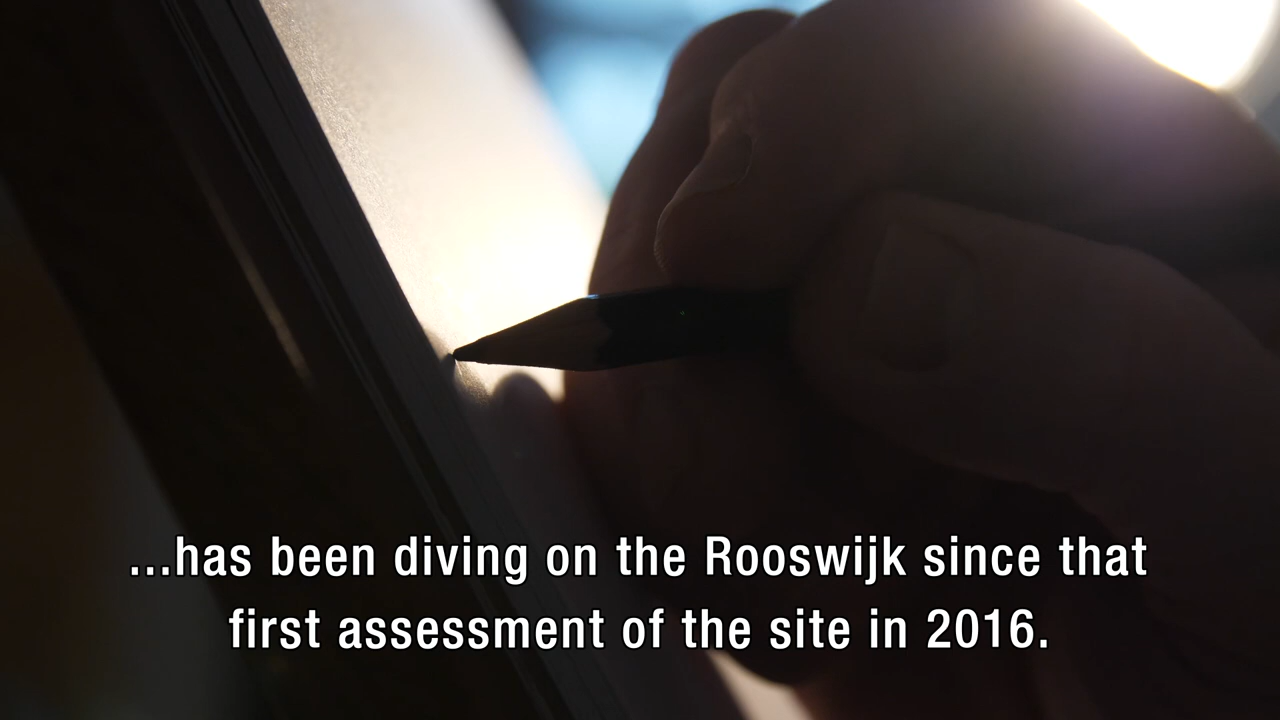 ...has been diving on the Rooswijk since that
first assessment of the site in 2016.